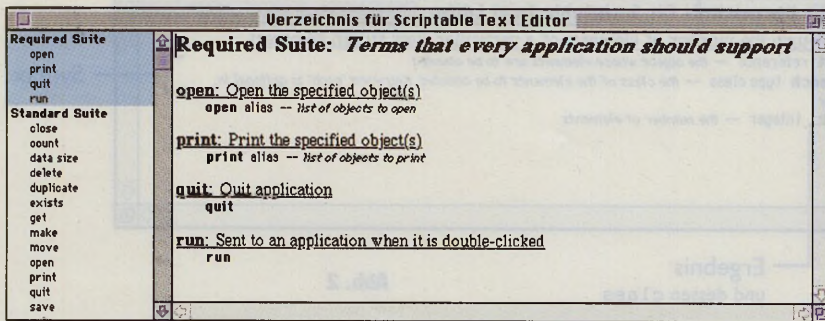 Verzeichnis für Scriptable Text Editor
Required Suite
open
print
quit
run
Standard Suite
close
count
data size
delete
duplicate
exists
get
make
move
open
print
quit
save
Required Suite: Terms that every application should support
open: Open the specified object(s)
open alias -- list of objects to open
print: Print the specified object(s)
print alias -- list of objects to print
quit: Quit application
quit
run: Sent to an application when it is double-clicked
run